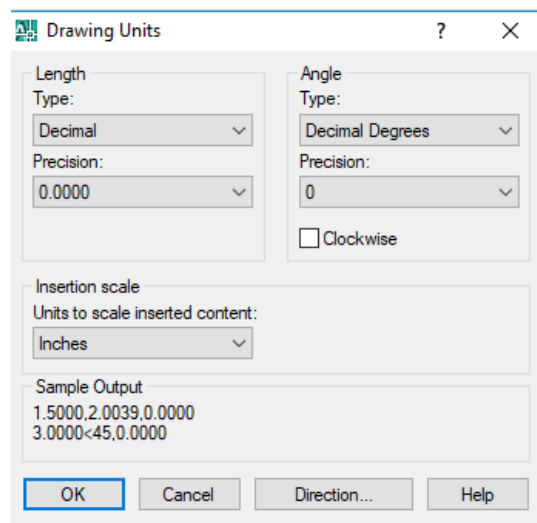 Drawing Units ?
Length
Type:
Decimal
Precision:
0.0000
Angle
Type:
Decimal Degrees
Precision:
0
Clockwise
Insertion scale
Units to scale inserted content:
Inches
Sample Output
1.5000,2.0039,0.0000
3.0000<45,0.0000
OK Cancel Direction... Help